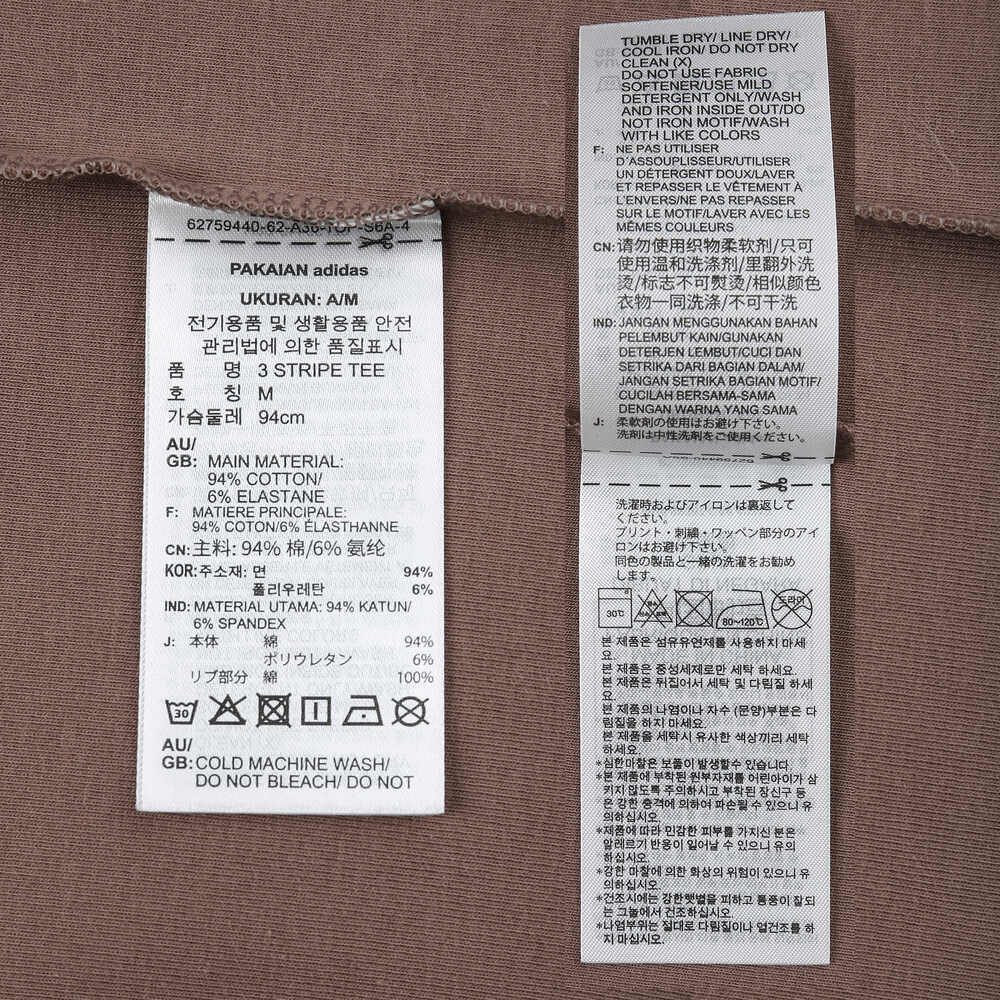 62759440-62-A36-TOP-S6A-4
PAKAIAN adidas
UKURAN: A/M
전기용품 및 생활용품 안전
관리법에 의한 품질표시
품 명 3 STRIPE TEE
호 칭 M
가슴둘레 94cm
AU/
GB: MAIN MATERIAL:
94% COTTON/
6% ELASTANE
F: MATIERE PRINCIPALE:
94% COTON/6% ÉLASTHANNE
CN: 主料: 94% 棉/6% 氨纶
KOR: 주소재: 면 94%
폴리우레탄 6%
IND: MATERIAL UTAMA: 94% KATUN/
6% SPANDEX
J: 本体 綿 94%
ポリウレタン 6%
リブ部分 綿 100%
30
AU/
GB: COLD MACHINE WASH/
DO NOT BLEACH/ DO NOT
TUMBLE DRY/ LINE DRY/
COOL IRON/ DO NOT DRY
CLEAN (X)
DO NOT USE FABRIC
SOFTENER/USE MILD
DETERGENT ONLY/WASH
AND IRON INSIDE OUT/DO
NOT IRON MOTIF/WASH
WITH LIKE COLORS
F: NE PAS UTILISER
D'ASSOUPLISSEUR/UTILISER
UN DÉTERGENT DOUX/LAVER
ET REPASSER LE VÊTEMENT À
L'ENVERS/NE PAS REPASSER
SUR LE MOTIF/LAVER AVEC LES
MÊMES COULEURS
CN: 请勿使用织物柔软剂/只可
使用温和洗涤剂/里翻外洗
烫/标志不可熨烫/相似颜色
衣物一同洗涤/不可干洗
IND: JANGAN MENGGUNAKAN BAHAN
PELEMBUT KAIN/GUNAKAN
DETERJEN LEMBUT/CUCI DAN
SETRIKA DARI BAGIAN DALAM/
JANGAN SETRIKA BAGIAN MOTIF/
CUCILAH BERSAMA-SAMA
DENGAN WARNA YANG SAMA
J: 柔軟剤の使用はお避け下さい。
洗剤は中性洗剤をご使用ください。
洗濯時およびアイロンは裏返して
ください。
プリント・刺繍・ワッペン部分のアイ
ロンはお避け下さい。
同色の製品と一緒の洗濯をお勧め
します。
30℃ 80~120℃ 드라이
본 제품은 섬유유연제를 사용하지 마세
요.
본 제품은 중성세제로만 세탁 하세요.
본 제품은 뒤집어서 세탁 및 다림질 하세
요.
본 제품의 나염이나 자수 (문양)부분은 다
림질을 하지 마세요.
본 제품을 세탁시 유사한 색상끼리 세탁
하세요.
*심한마찰은 보풀이 발생할수 있습니다.
*본 제품에 부착된 원부자재를 어린아이가 삼
키지 않도록 주의하시고 부착된 장신구 등
은 강한 충격에 의하여 파손될 수 있으니 유
의하십시오.
*제품에 따라 민감한 피부를 가지신 분은
알레르기 반응이 일어날 수 있으니 유의
하십시오.
*강한 마찰에 의한 화상의 위험이 있으니 유
의하십시오.
*건조시에는 강한햇볕을 피하고 통풍이 잘되
는 그늘에서 건조하십시오.
*나염부위는 절대로 다림질이나 열건조를 하
지 마십시오.